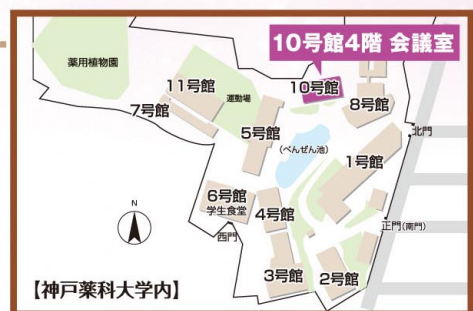 10号館4階 会議室
薬用植物園
10号館
11号館
運動場
8号館
7号館
5号館
北門
(べんぜん池)
1号館
6号館
学生食堂
4号館
正門(南門)
N
西門
3号館
2号館
【神戸薬科大学内】